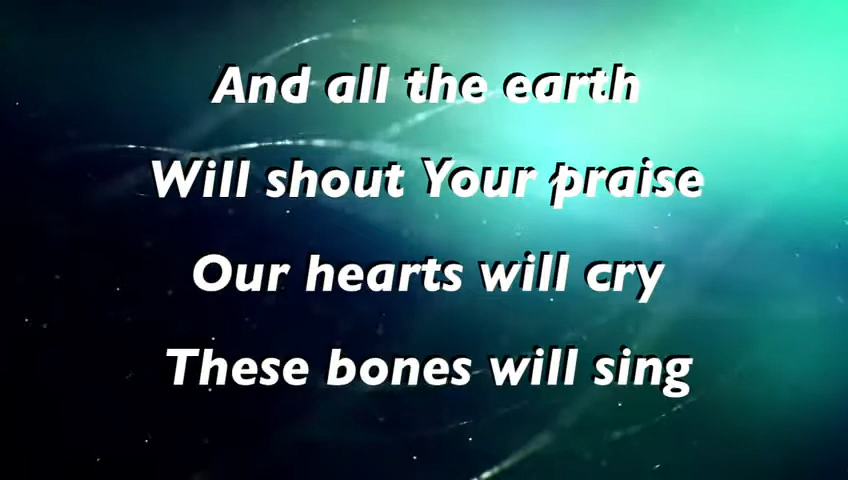 And all the earth
Will shout Your praise
Our hearts will cry
These bones will sing